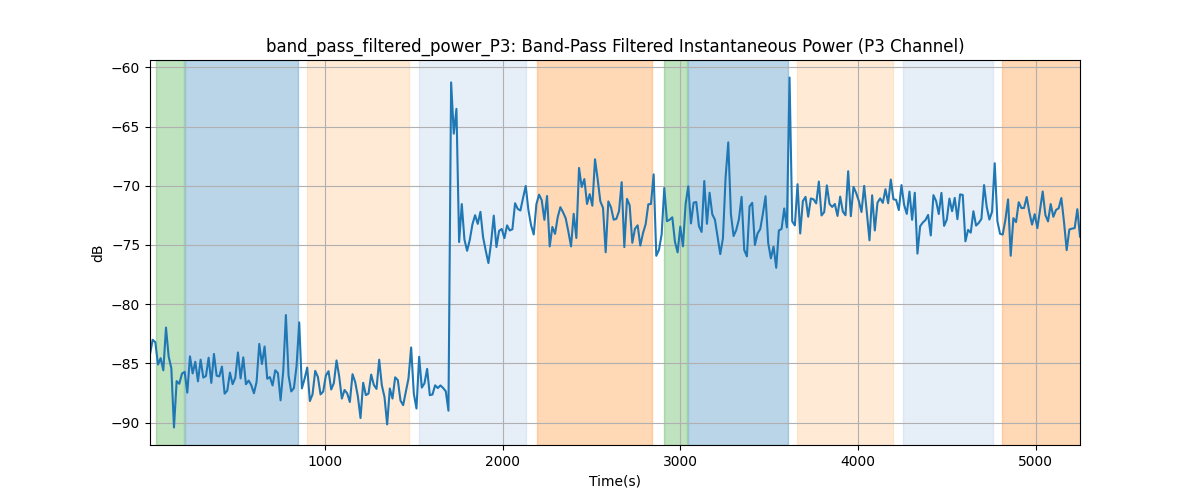 band_pass_filtered_power_P3: Band-Pass Filtered Instantaneous Power (P3 Channel)
−60
−65
−70
−75
−80
−85
−90
dB
1000 2000 3000 4000 5000
Time(s)